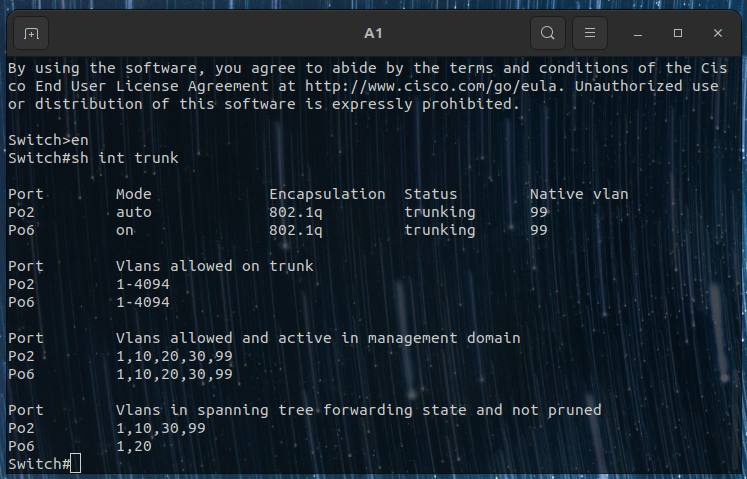 A1
By using the software, you agree to abide by the terms and conditions of the Cis
co End User License Agreement at http://www.cisco.com/go/eula. Unauthorized use
or distribution of this software is expressly prohibited.
Switch>en
Switch#sh int trunk
Port Mode Encapsulation Status Native vlan
Po2 auto 802.1q trunking 99
Po6 on 802.1q trunking 99
Port Vlans allowed on trunk
Po2 1-4094
Po6 1-4094
Port Vlans allowed and active in management domain
Po2 1,10,20,30,99
Po6 1,10,20,30,99
Port Vlans in spanning tree forwarding state and not pruned
Po2 1,10,30,99
Po6 1,20
Switch#